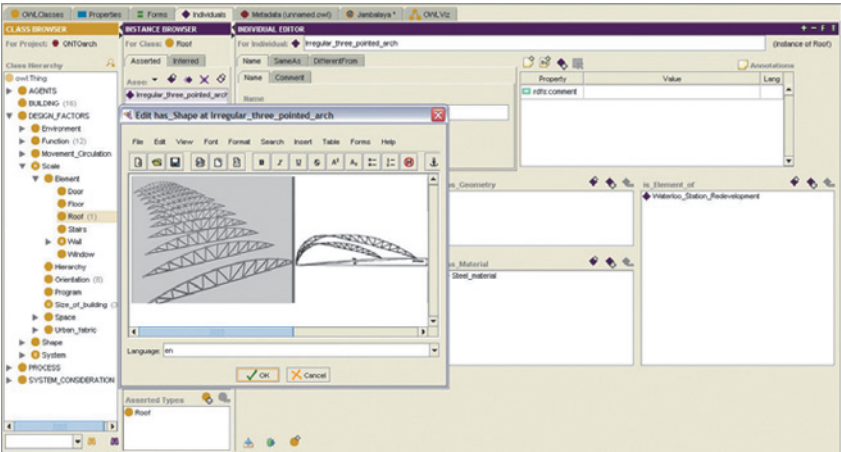 OWLClasses Properties Forms Individuals Metadata (unnamed.owl) Jambalaya * OWLViz
CLASS BROWSER
For Project: ONTOarch
Class Hierarchy
owl:Thing
AGENTS
BUILDING (16)
DESIGN_FACTORS
Environment
Function (12)
Movement_Circulation
Scale
Element
Door
Floor
Roof (1)
Stairs
Wall
Window
Hierarchy
Orientation (8)
Program
Size_of_building (3
Space
Urban_fabric
Shape
System
PROCESS
SYSTEM_CONSIDERATION
INSTANCE BROWSER
For Class: Roof
Asserted Inferred
Irregular_three_pointed_arch
Asserted Types
Roof
INDIVIDUAL EDITOR
For Individual: Irregular_three_pointed_arch (instance of Roof)
Name SameAs DifferentFrom
Name Comment
Name
Annotations
Property Value Lang
rdfs:comment
Edit has_Shape at Irregular_three_pointed_arch
File Edit View Font Format Search Insert Table Forms Help
Language: en
OK Cancel
as_Geometry
is_Element_of
Waterloo_Station_Redevelopment
as_Material
Steel_material